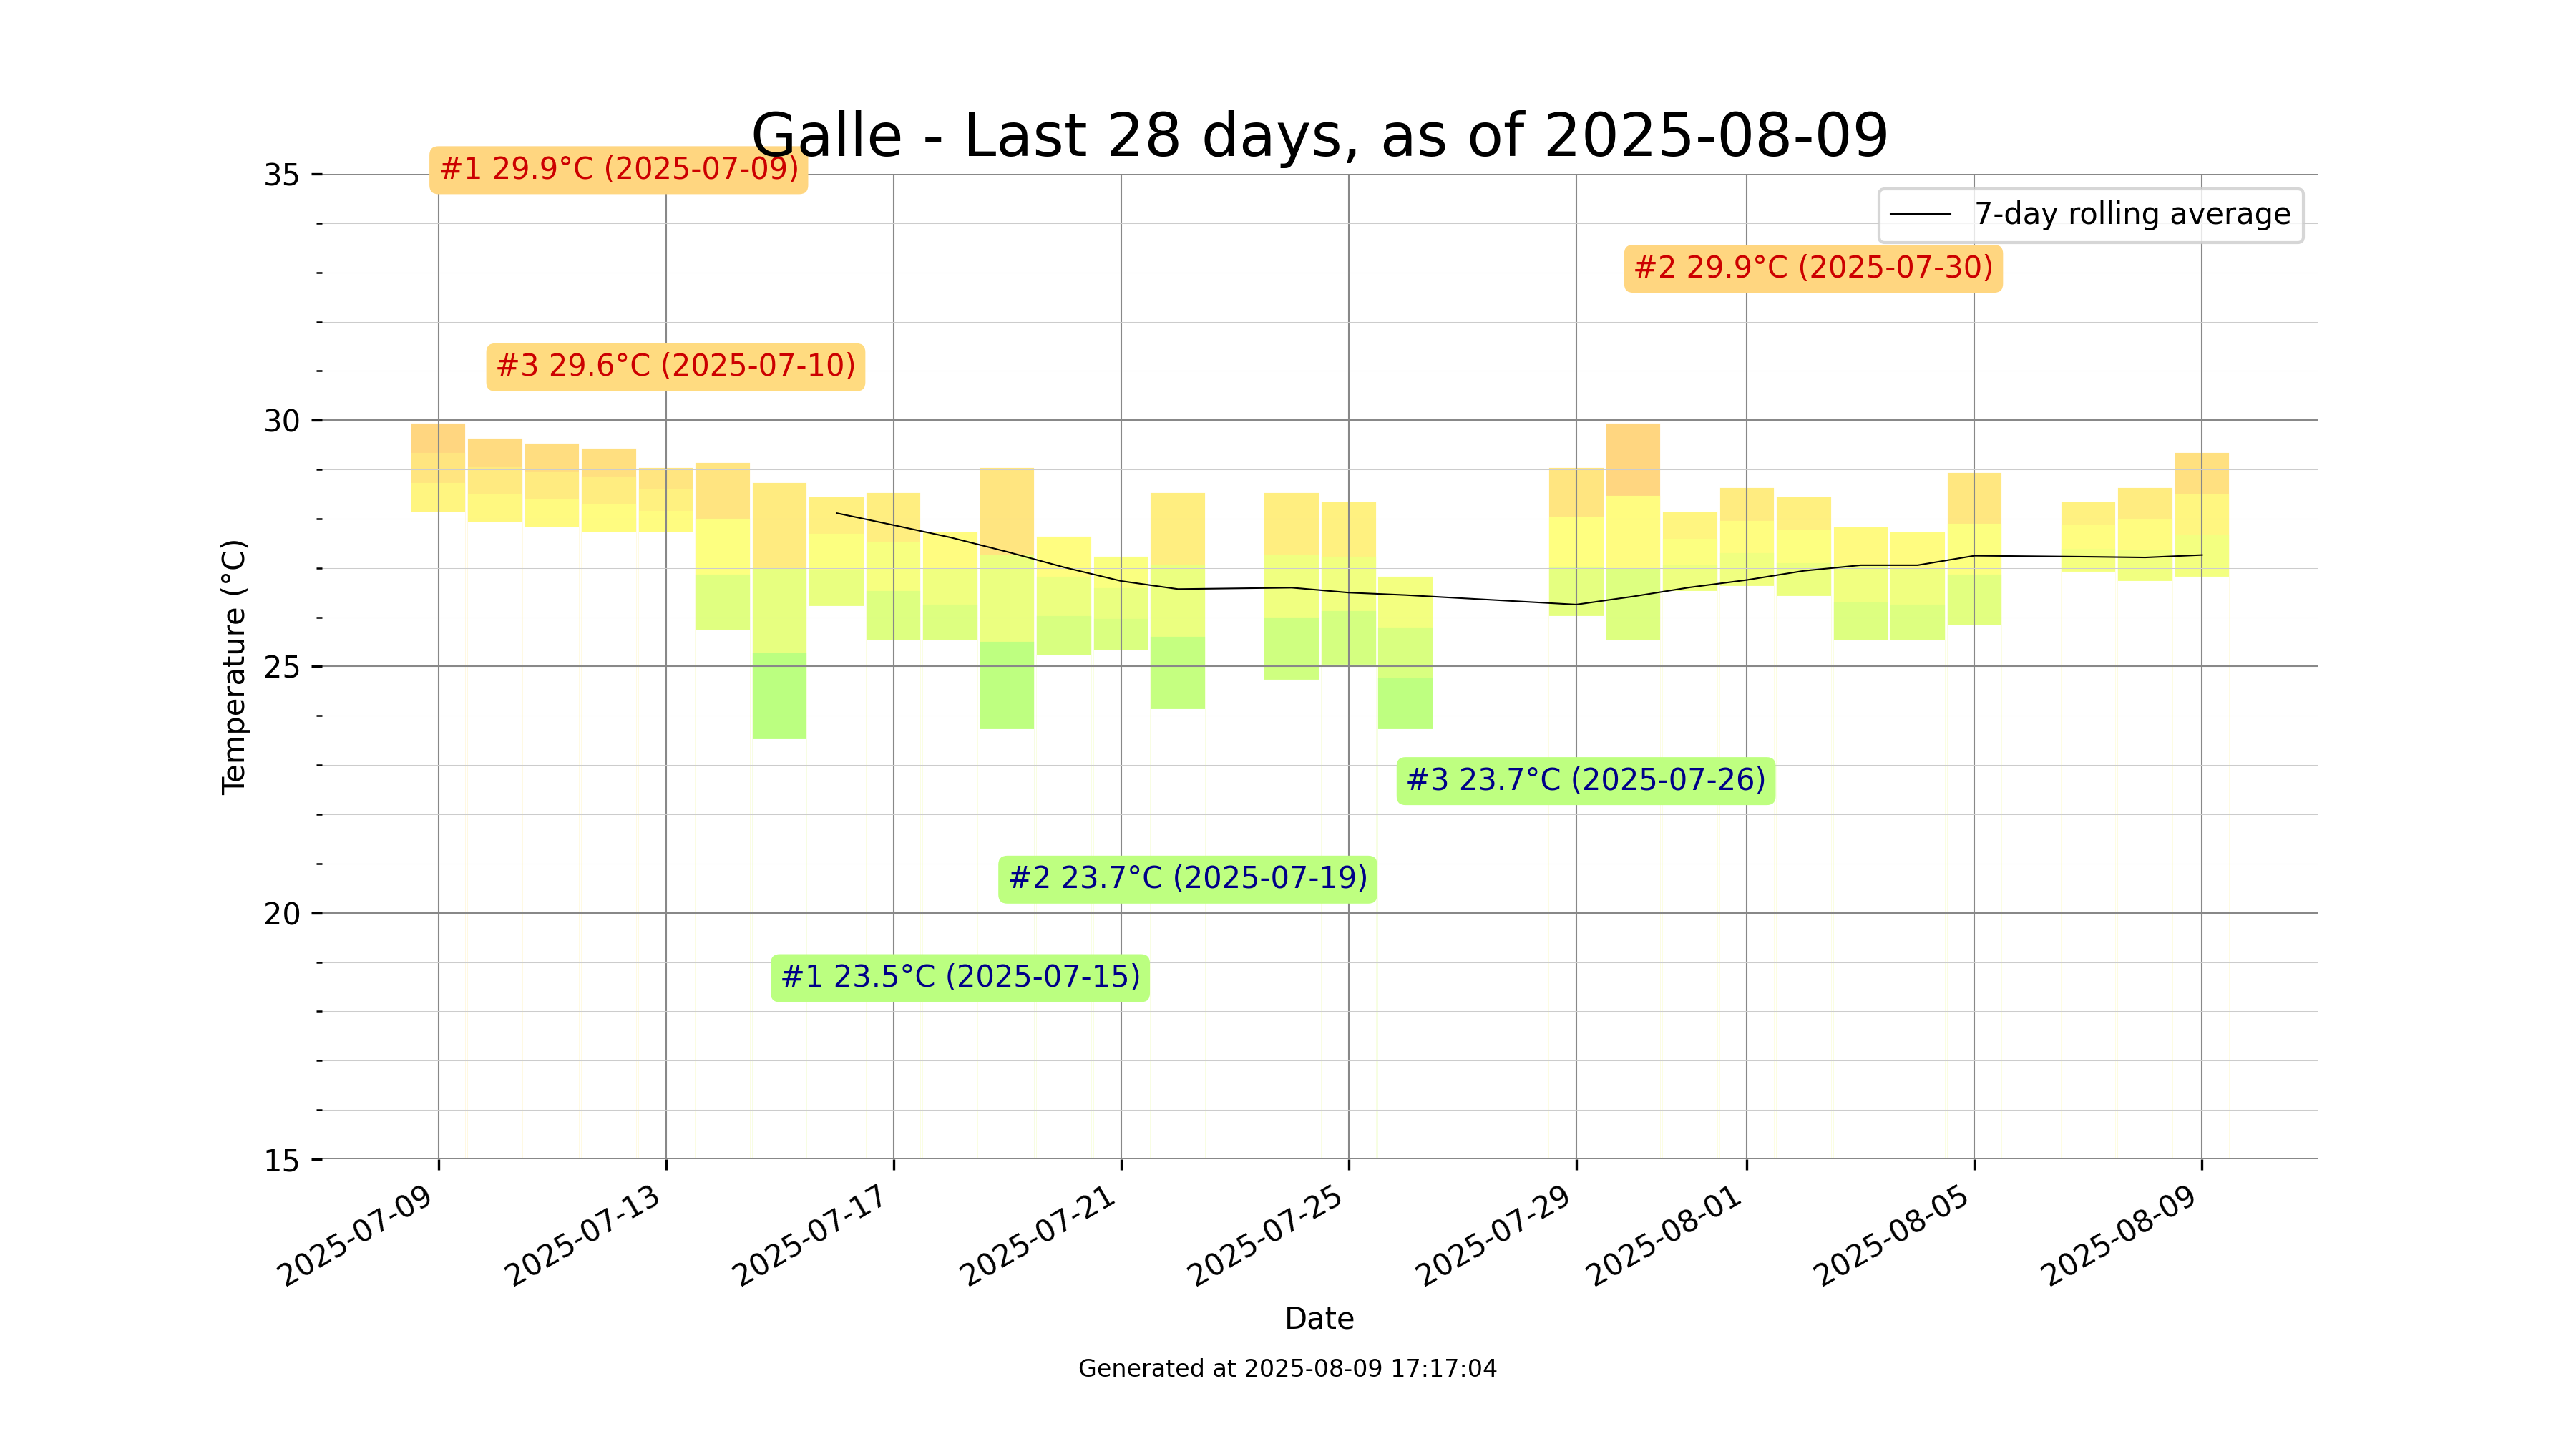 Galle - Last 28 days, as of 2025-08-09
#1 29.9°C (2025-07-09)
7-day rolling average
#2 29.9°C (2025-07-30)
#3 29.6°C (2025-07-10)
#3 23.7°C (2025-07-26)
#2 23.7°C (2025-07-19)
#1 23.5°C (2025-07-15)
Temperature (°C)
35
30
25
20
15
2025-07-09
2025-07-13
2025-07-17
2025-07-21
2025-07-25
2025-07-29
2025-08-01
2025-08-05
2025-08-09
Date
Generated at 2025-08-09 17:17:04